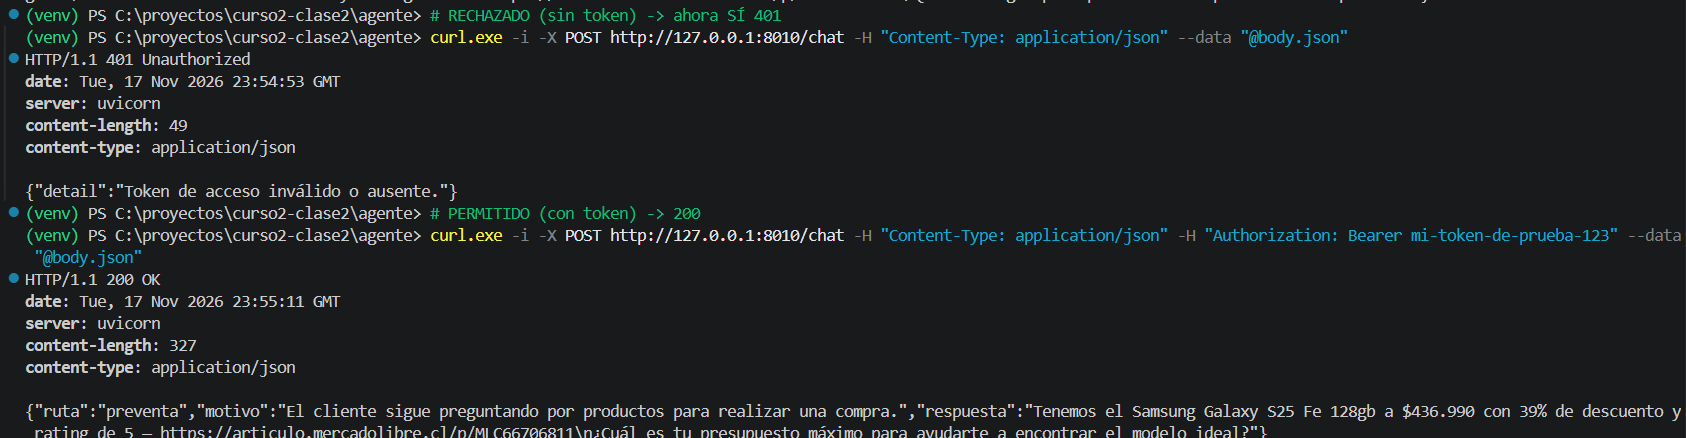 (venv) PS C:\proyectos\curso2-clase2\agente> # RECHAZADO (sin token) -> ahora SÍ 401
(venv) PS C:\proyectos\curso2-clase2\agente> curl.exe -i -X POST http://127.0.0.1:8010/chat -H "Content-Type: application/json" --data "@body.json"
HTTP/1.1 401 Unauthorized
date: Tue, 17 Nov 2026 23:54:53 GMT
server: uvicorn
content-length: 49
content-type: application/json
{"detail":"Token de acceso inválido o ausente."}
(venv) PS C:\proyectos\curso2-clase2\agente> # PERMITIDO (con token) -> 200
(venv) PS C:\proyectos\curso2-clase2\agente> curl.exe -i -X POST http://127.0.0.1:8010/chat -H "Content-Type: application/json" -H "Authorization: Bearer mi-token-de-prueba-123" --data
"@body.json"
HTTP/1.1 200 OK
date: Tue, 17 Nov 2026 23:55:11 GMT
server: uvicorn
content-length: 327
content-type: application/json
{"ruta":"preventa","motivo":"El cliente sigue preguntando por productos para realizar una compra.","respuesta":"Tenemos el Samsung Galaxy S25 Fe 128gb a $436.990 con 39% de descuento y
rating de 5 — https://articulo.mercadolibre.cl/p/MLC66706811\n¿Cuál es tu presupuesto máximo para ayudarte a encontrar el modelo ideal?"}